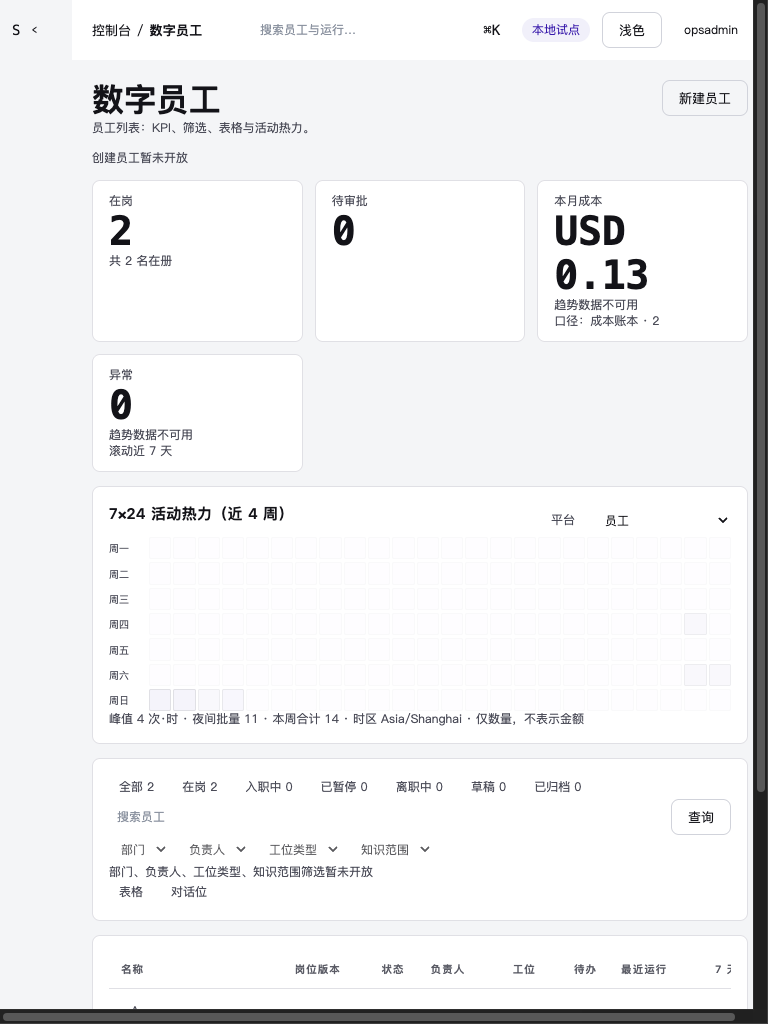 S <
控制台 / 数字员工
搜索员工与运行…
⌘K
本地试点
浅色
opsadmin
数字员工
新建员工
员工列表：KPI、筛选、表格与活动热力。
创建员工暂未开放
在岗
2
共 2 名在册
待审批
0
本月成本
USD
0.13
趋势数据不可用
口径：成本账本 · 2
异常
0
趋势数据不可用
滚动近 7 天
7×24 活动热力（近 4 周）
平台
员工
周一
周二
周三
周四
周五
周六
周日
峰值 4 次·时 · 夜间批量 11 · 本周合计 14 · 时区 Asia/Shanghai · 仅数量，不表示金额
全部 2 在岗 2 入职中 0 已暂停 0 离职中 0 草稿 0 已归档 0
搜索员工
查询
部门 负责人 工位类型 知识范围
部门、负责人、工位类型、知识范围筛选暂未开放
表格 对话位
名称 岗位版本 状态 负责人 工位 待办 最近运行 7